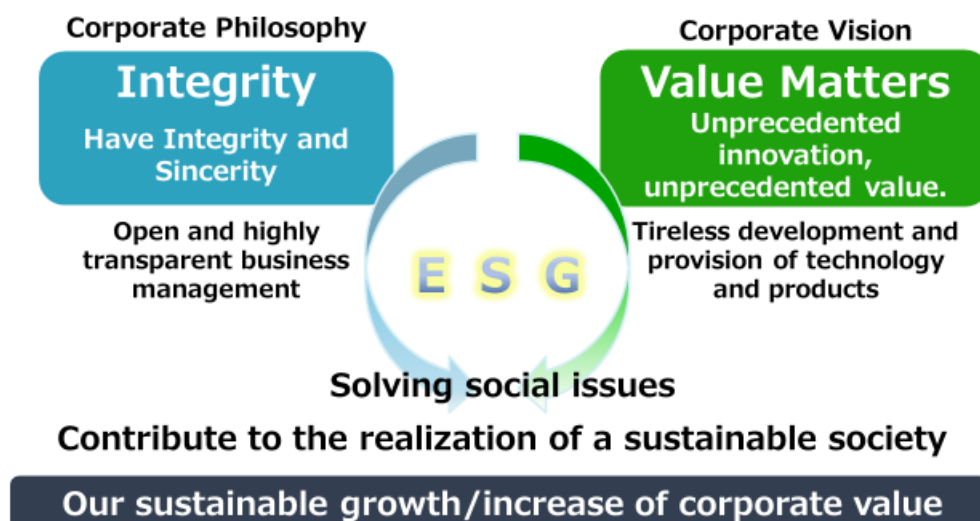 Corporate Philosophy
Integrity
Have Integrity and
Sincerity
Open and highly
transparent business
management
Corporate Vision
Value Matters
Unprecedented
innovation,
unprecedented value.
Tireless development and
provision of technology
and products
E S G
Solving social issues
Contribute to the realization of a sustainable society
Our sustainable growth/increase of corporate value